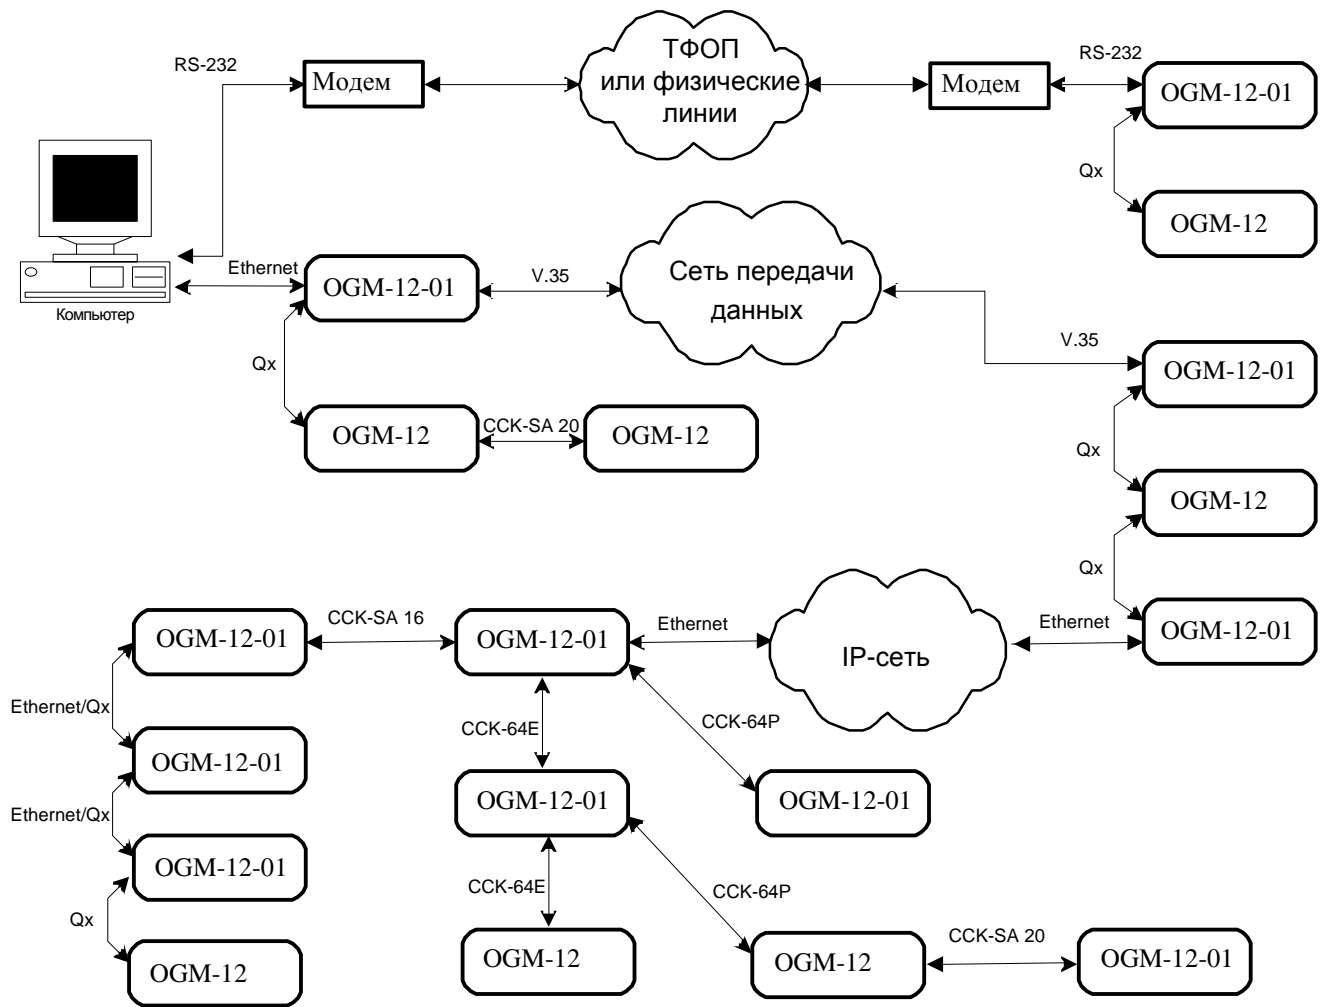 ТФОП
или физические
линии
RS-232
Модем
Модем
RS-232
OGM-12-01
Qx
OGM-12
Компьютер
Ethernet
OGM-12-01
V.35
Сеть передачи
данных
V.35
OGM-12-01
Qx
OGM-12
CCK-SA 20
OGM-12
Qx
OGM-12
Qx
OGM-12-01
Ethernet
IP-сеть
Ethernet
OGM-12-01
CCK-SA 16
OGM-12-01
Ethernet/Qx
OGM-12-01
Ethernet/Qx
OGM-12-01
Qx
OGM-12
CCK-64E
CCK-64P
OGM-12-01
OGM-12-01
CCK-64E
CCK-64P
OGM-12
OGM-12
CCK-SA 20
OGM-12-01